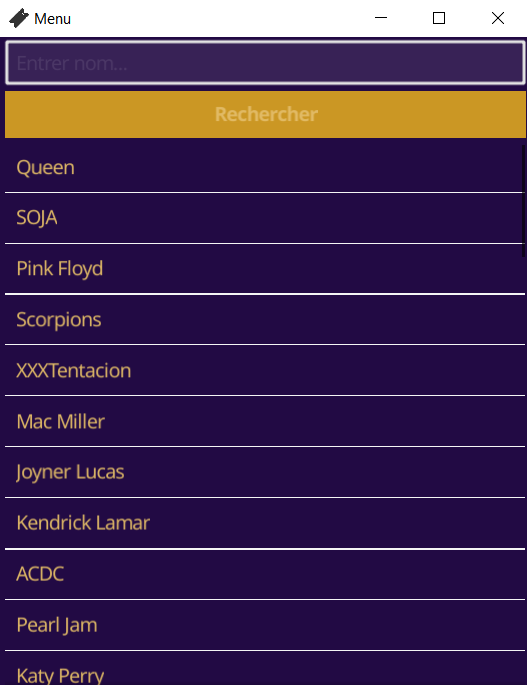 Menu
Entrer nom...
Rechercher
Queen
SOJA
Pink Floyd
Scorpions
XXXTentacion
Mac Miller
Joyner Lucas
Kendrick Lamar
ACDC
Pearl Jam
Katy Perry